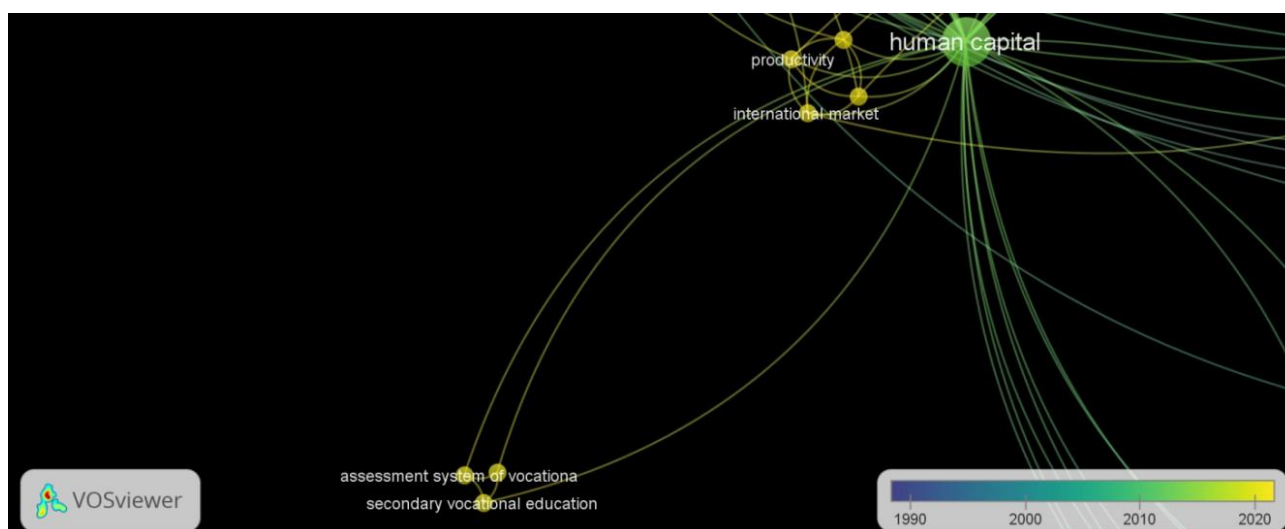 human capital
productivity
international market
assessment system of vocationa
secondary vocational education
VOSviewer
1990 2000 2010 2020